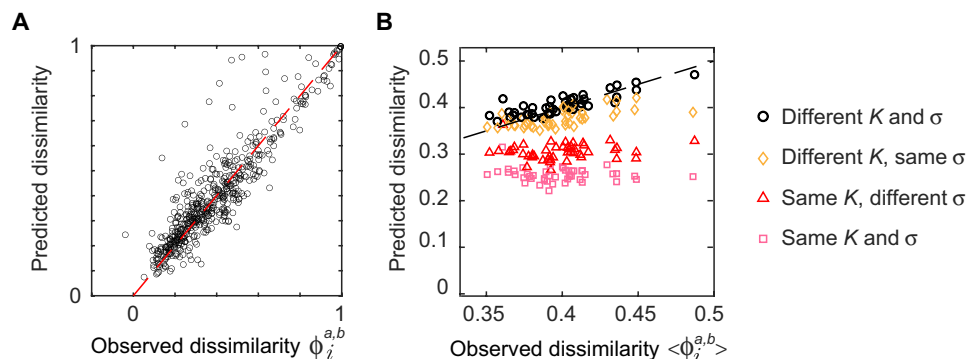 A
1
Predicted dissimilarity
0
0
1
Observed dissimilarity ϕ_i^{a,b}
B
0.5
0.4
0.3
0.2
0.1
0
Predicted dissimilarity
0.35
0.4
0.45
0.5
Observed dissimilarity <ϕ_i^{a,b}>
Different K and σ
Different K, same σ
Same K, different σ
Same K and σ